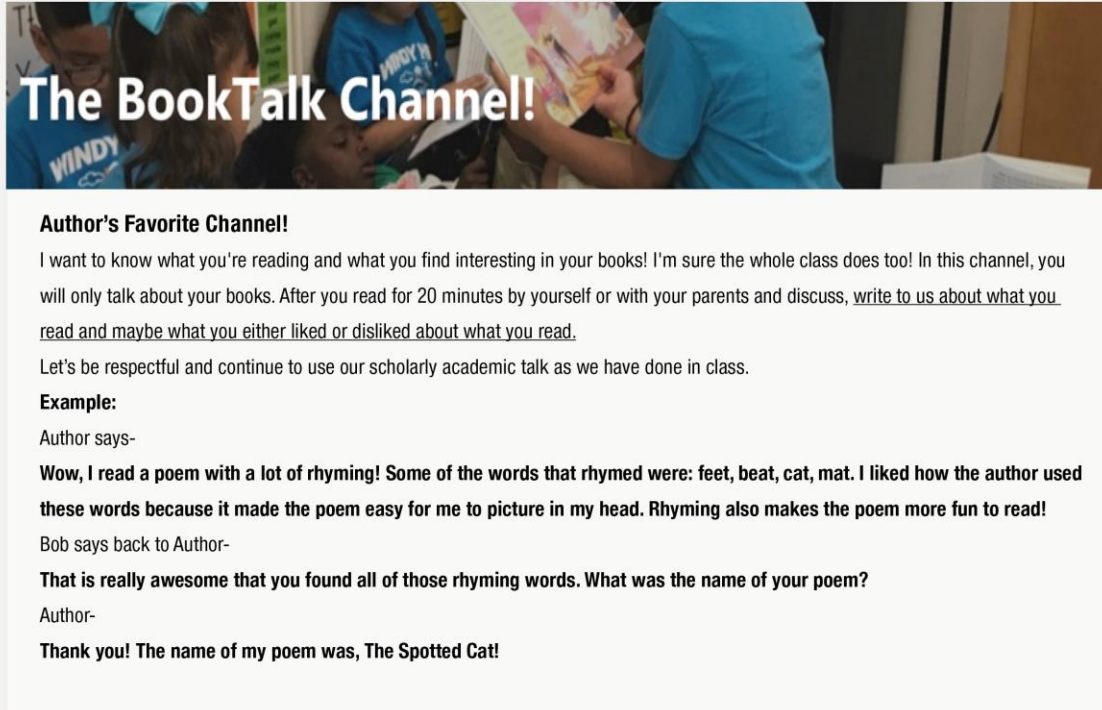 The BookTalk Channel!
WINDY
WINDY
Author's Favorite Channel!
I want to know what you're reading and what you find interesting in your books! I'm sure the whole class does too! In this channel, you
will only talk about your books. After you read for 20 minutes by yourself or with your parents and discuss, write to us about what you
read and maybe what you either liked or disliked about what you read.
Let's be respectful and continue to use our scholarly academic talk as we have done in class.
Example:
Author says-
Wow, I read a poem with a lot of rhyming! Some of the words that rhymed were: feet, beat, cat, mat. I liked how the author used
these words because it made the poem easy for me to picture in my head. Rhyming also makes the poem more fun to read!
Bob says back to Author-
That is really awesome that you found all of those rhyming words. What was the name of your poem?
Author-
Thank you! The name of my poem was, The Spotted Cat!